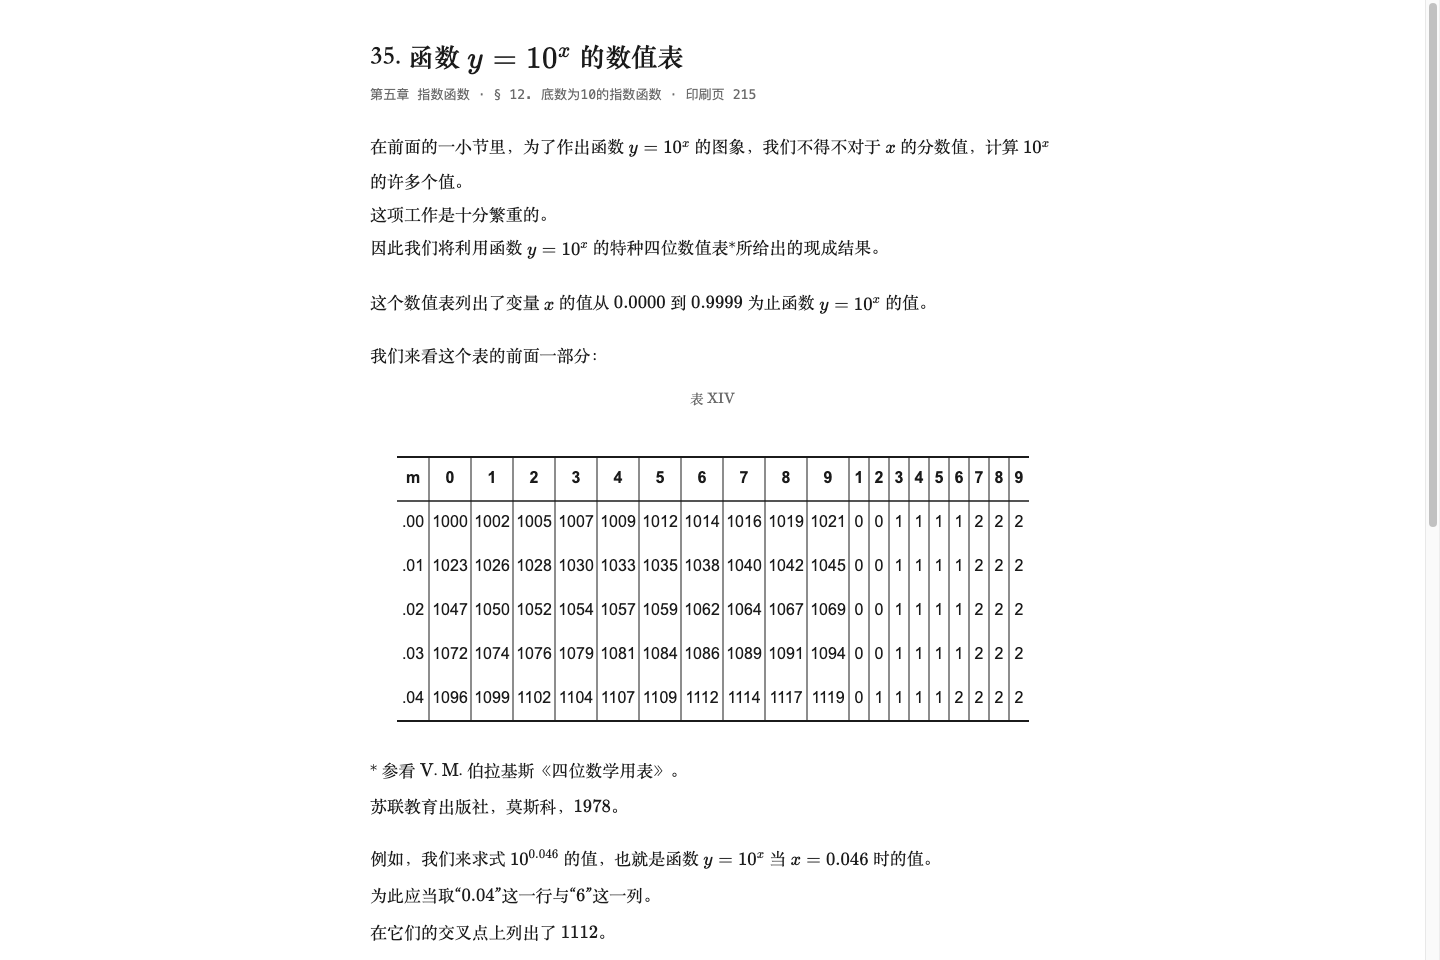 35. 函数 y = 10^x 的数值表
第五章 指数函数 · § 12. 底数为10的指数函数 · 印刷页 215
在前面的一小节里，为了作出函数 y = 10^x 的图象，我们不得不对于 x 的分数值，计算 10^x
的许多个值。
这项工作是十分繁重的。
因此我们将利用函数 y = 10^x 的特种四位数值表*所给出的现成结果。
这个数值表列出了变量 x 的值从 0.0000 到 0.9999 为止函数 y = 10^x 的值。
我们来看这个表的前面一部分：
表 XIV
m 0 1 2 3 4 5 6 7 8 9 1 2 3 4 5 6 7 8 9
.00 1000 1002 1005 1007 1009 1012 1014 1016 1019 1021 0 0 1 1 1 1 2 2 2
.01 1023 1026 1028 1030 1033 1035 1038 1040 1042 1045 0 0 1 1 1 1 2 2 2
.02 1047 1050 1052 1054 1057 1059 1062 1064 1067 1069 0 0 1 1 1 1 2 2 2
.03 1072 1074 1076 1079 1081 1084 1086 1089 1091 1094 0 0 1 1 1 1 2 2 2
.04 1096 1099 1102 1104 1107 1109 1112 1114 1117 1119 0 1 1 1 1 2 2 2 2
* 参看 V. M. 伯拉基斯《四位数学用表》。
苏联教育出版社，莫斯科，1978。
例如，我们来求式 10^0.046 的值，也就是函数 y = 10^x 当 x = 0.046 时的值。
为此应当取“0.04”这一行与“6”这一列。
在它们的交叉点上列出了 1112。